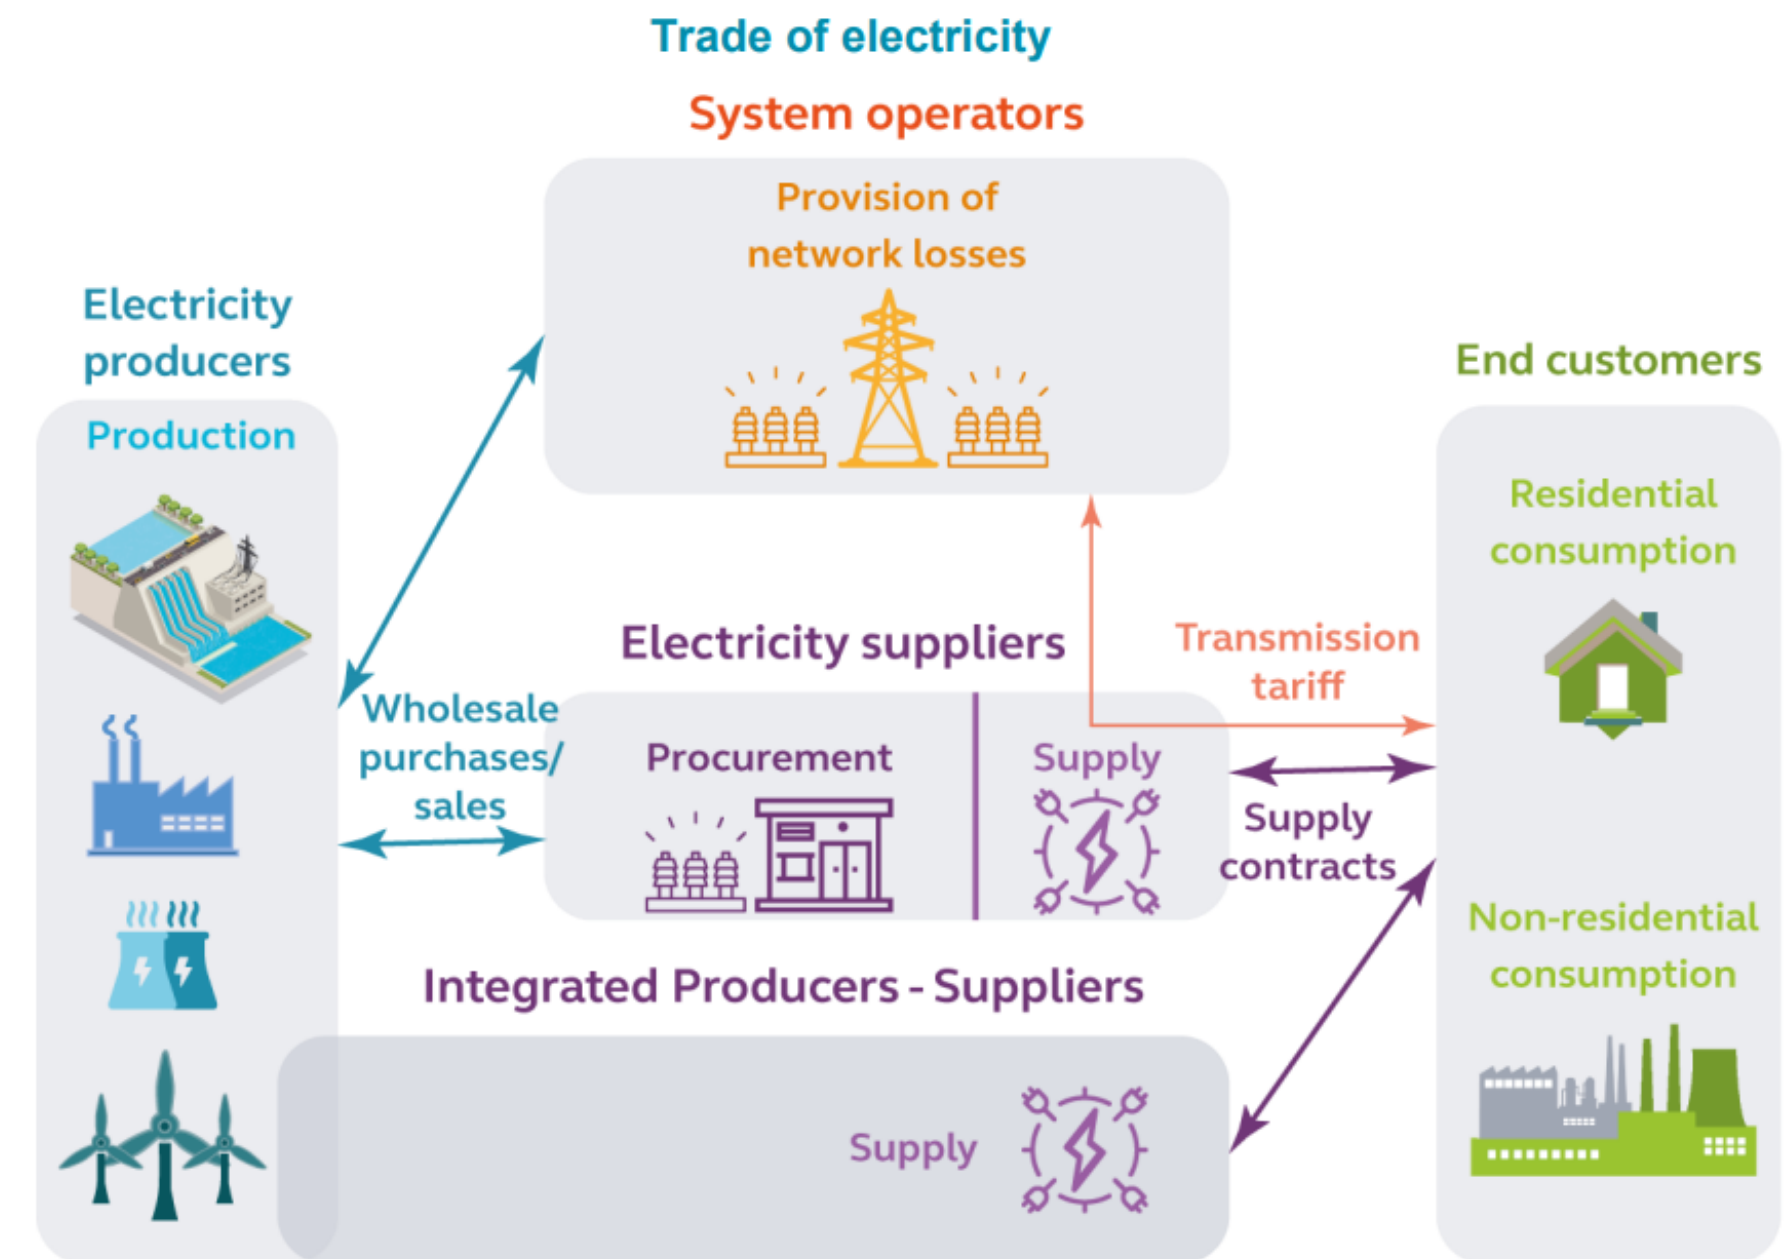 Trade of electricity
System operators
Provision of
network losses
Electricity
producers
Production
End customers
Residential
consumption
Electricity suppliers
Transmission
tariff
Wholesale
purchases/
sales
Procurement
Supply
Supply
contracts
Non-residential
consumption
Integrated Producers - Suppliers
Supply